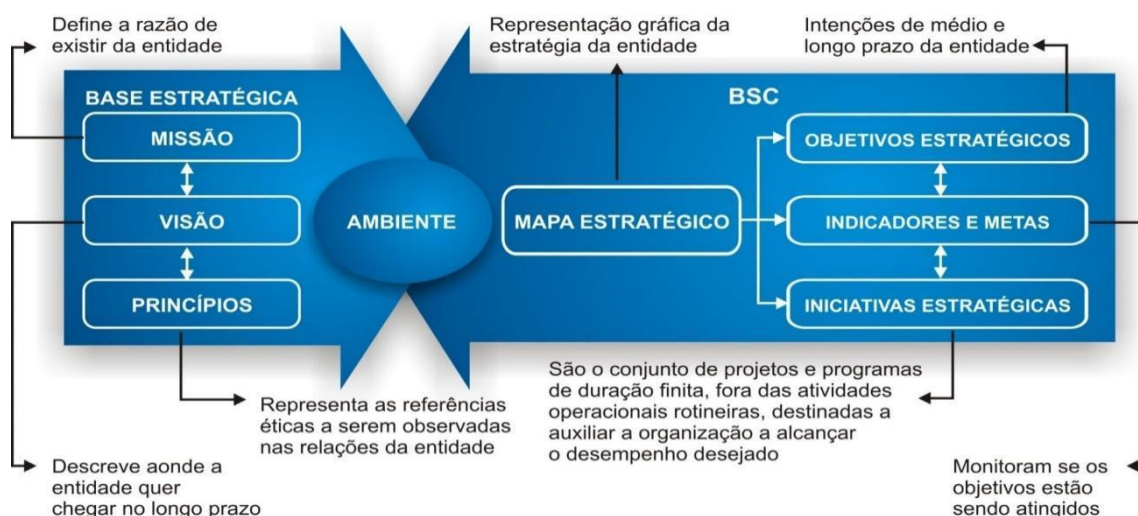 Define a razão de
existir da entidade
Representação gráfica da
estratégia da entidade
Intenções de médio e
longo prazo da entidade
BASE ESTRATÉGICA
MISSÃO
VISÃO
PRINCÍPIOS
AMBIENTE
BSC
MAPA ESTRATÉGICO
OBJETIVOS ESTRATÉGICOS
INDICADORES E METAS
INICIATIVAS ESTRATÉGICAS
Representa as referências
éticas a serem observadas
nas relações da entidade
São o conjunto de projetos e programas
de duração finita, fora das atividades
operacionais rotineiras, destinadas a
auxiliar a organização a alcançar
o desempenho desejado
Descreve aonde a
entidade quer
chegar no longo prazo
Monitoram se os
objetivos estão
sendo atingidos